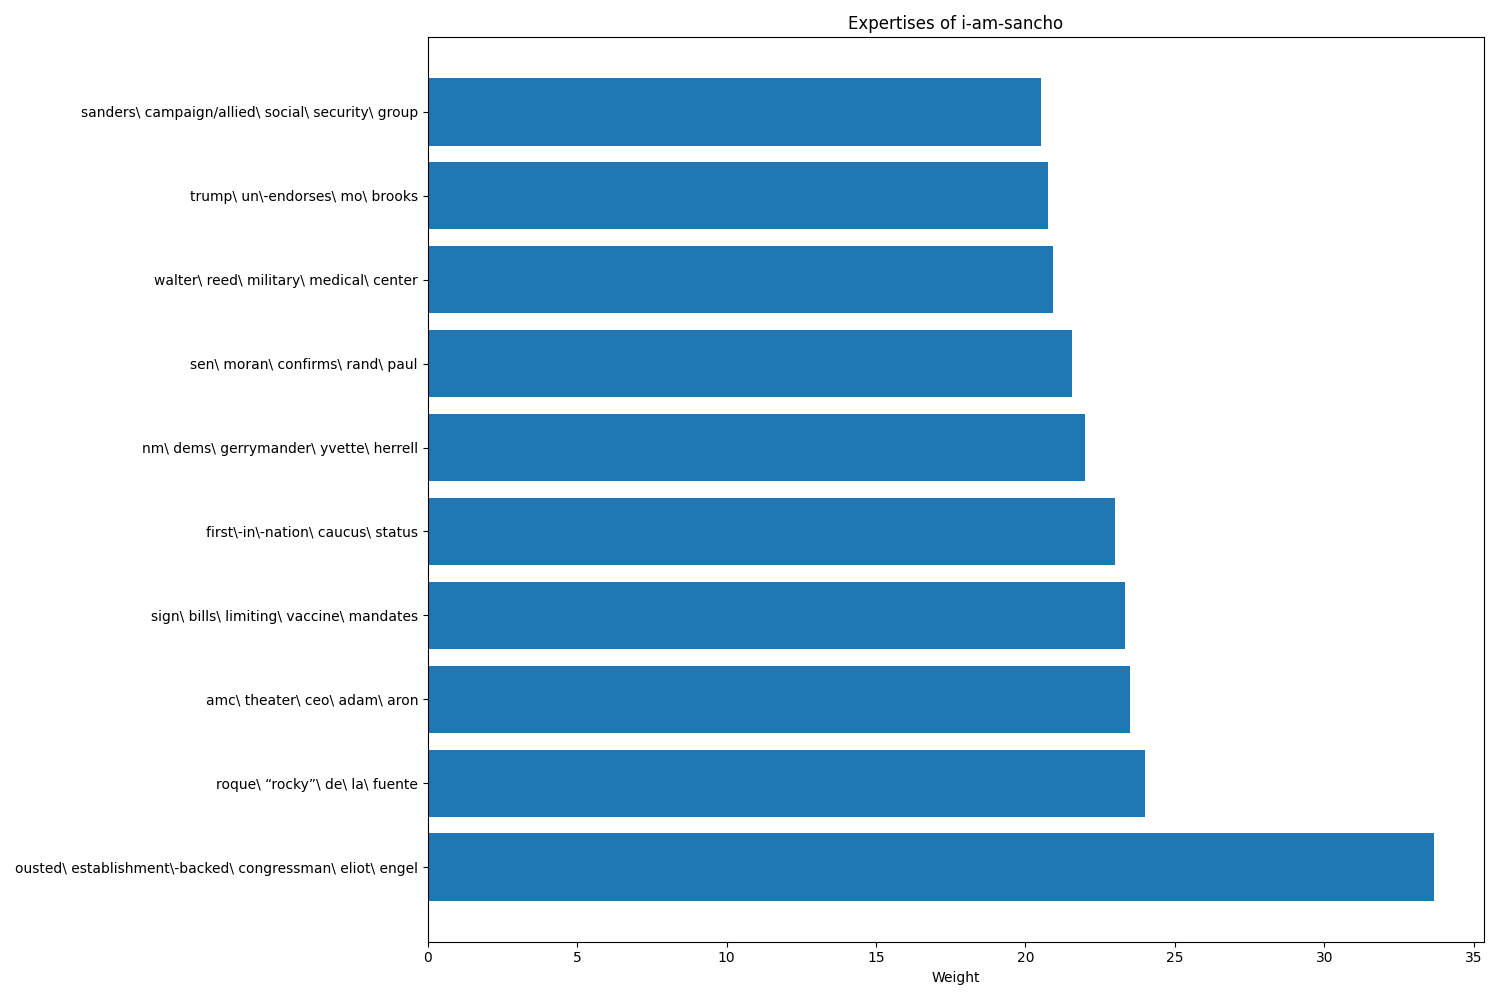 Expertises of i-am-sancho
sanders\ campaign/allied\ social\ security\ group
trump\ un\-endorses\ mo\ brooks
walter\ reed\ military\ medical\ center
sen\ moran\ confirms\ rand\ paul
nm\ dems\ gerrymander\ yvette\ herrell
first\-in\-nation\ caucus\ status
sign\ bills\ limiting\ vaccine\ mandates
amc\ theater\ ceo\ adam\ aron
roque\ “rocky”\ de\ la\ fuente
ousted\ establishment\-backed\ congressman\ eliot\ engel
0 5 10 15 20 25 30 35
Weight